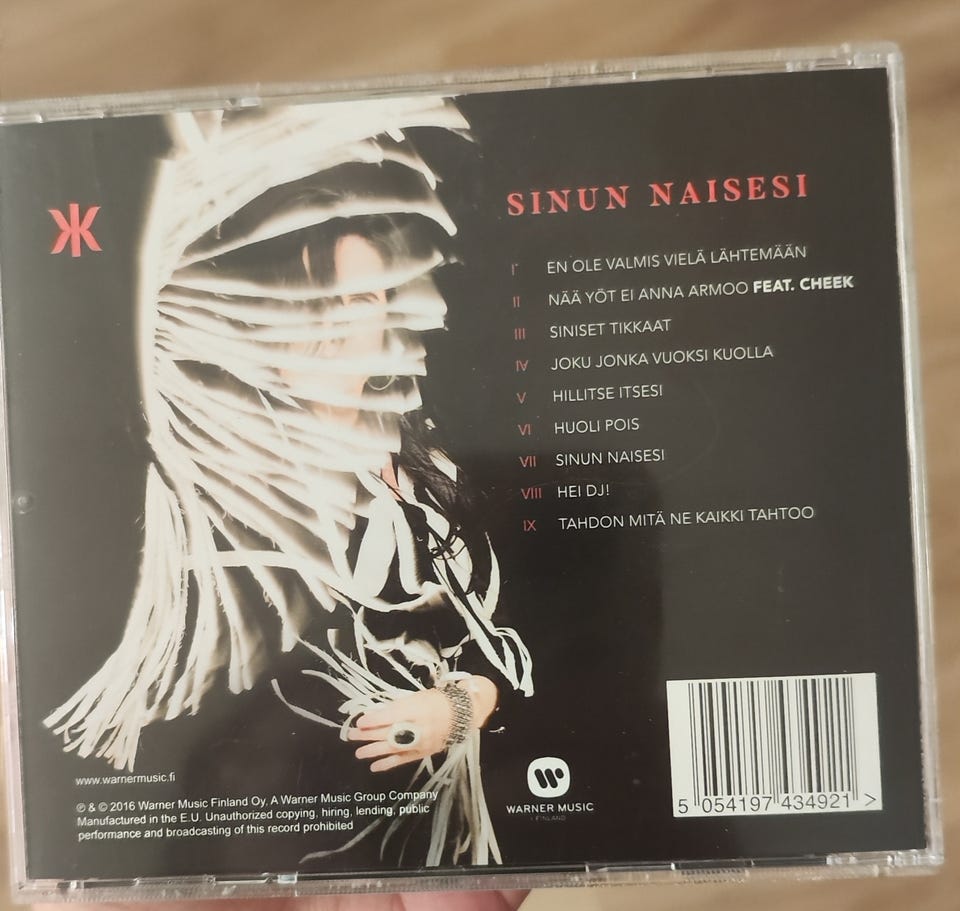 SINUN NAISESI
I EN OLE VALMIS VIELÄ LÄHTEMÄÄN
II NÄÄ YÖT EI ANNA ARMOO FEAT. CHEEK
III SINISET TIKKAAT
IV JOKU JONKA VUOKSI KUOLLA
V HILLITSE ITSESI
VI HUOLI POIS
VII SINUN NAISESI
VIII HEI DJ!
IX TAHDON MITÄ NE KAIKKI TAHTOO
www.warnermusic.fi
℗ & © 2016 Warner Music Finland Oy, A Warner Music Group Company
Manufactured in the E.U. Unauthorized copying, hiring, lending, public
performance and broadcasting of this record prohibited
WARNER MUSIC
FINLAND
5 054197 434921 >